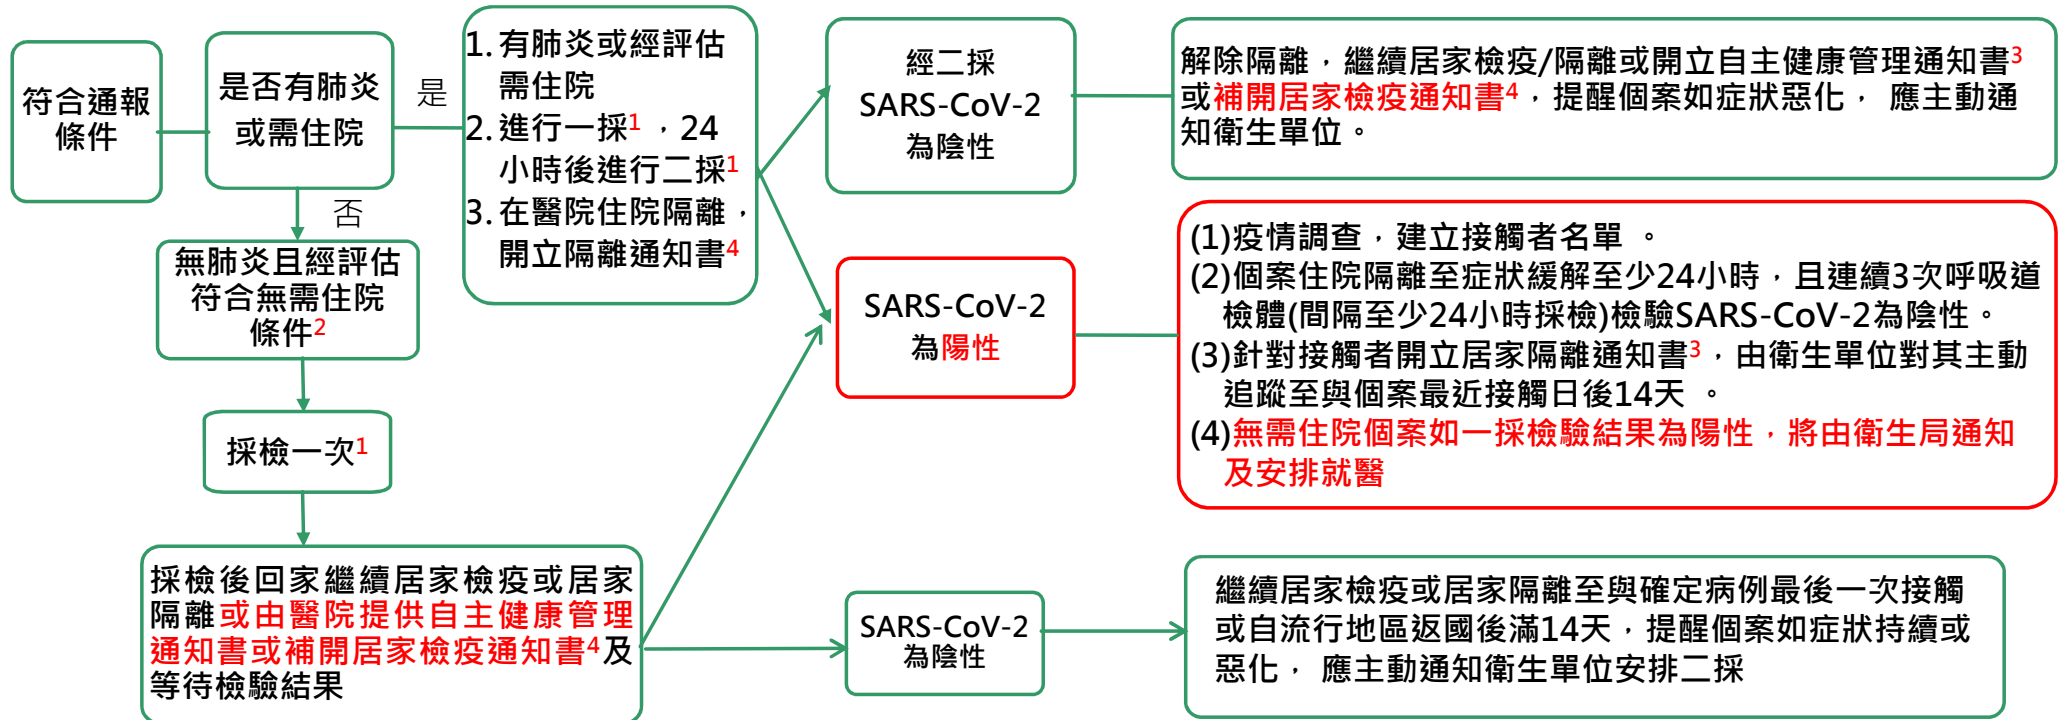 符合通報
條件
是否有肺炎
或需住院
是
否
1. 有肺炎或經評估
需住院
2. 進行一採1，24
小時後進行二採1
3. 在醫院住院隔離，
開立隔離通知書4
無肺炎且經評估
符合無需住院
條件2
採檢一次1
採檢後回家繼續居家檢疫或居家
隔離或由醫院提供自主健康管理
通知書或補開居家檢疫通知書4及
等待檢驗結果
經二採
SARS-CoV-2
為陰性
解除隔離，繼續居家檢疫/隔離或開立自主健康管理通知書3
或補開居家檢疫通知書4，提醒個案如症狀惡化， 應主動通
知衛生單位。
SARS-CoV-2
為陽性
(1)疫情調查，建立接觸者名單 。
(2)個案住院隔離至症狀緩解至少24小時，且連續3次呼吸道
檢體(間隔至少24小時採檢)檢驗SARS-CoV-2為陰性。
(3)針對接觸者開立居家隔離通知書3，由衛生單位對其主動
追蹤至與個案最近接觸日後14天 。
(4)無需住院個案如一採檢驗結果為陽性，將由衛生局通知
及安排就醫
SARS-CoV-2
為陰性
繼續居家檢疫或居家隔離至與確定病例最後一次接觸
或自流行地區返國後滿14天，提醒個案如症狀持續或
惡化， 應主動通知衛生單位安排二採